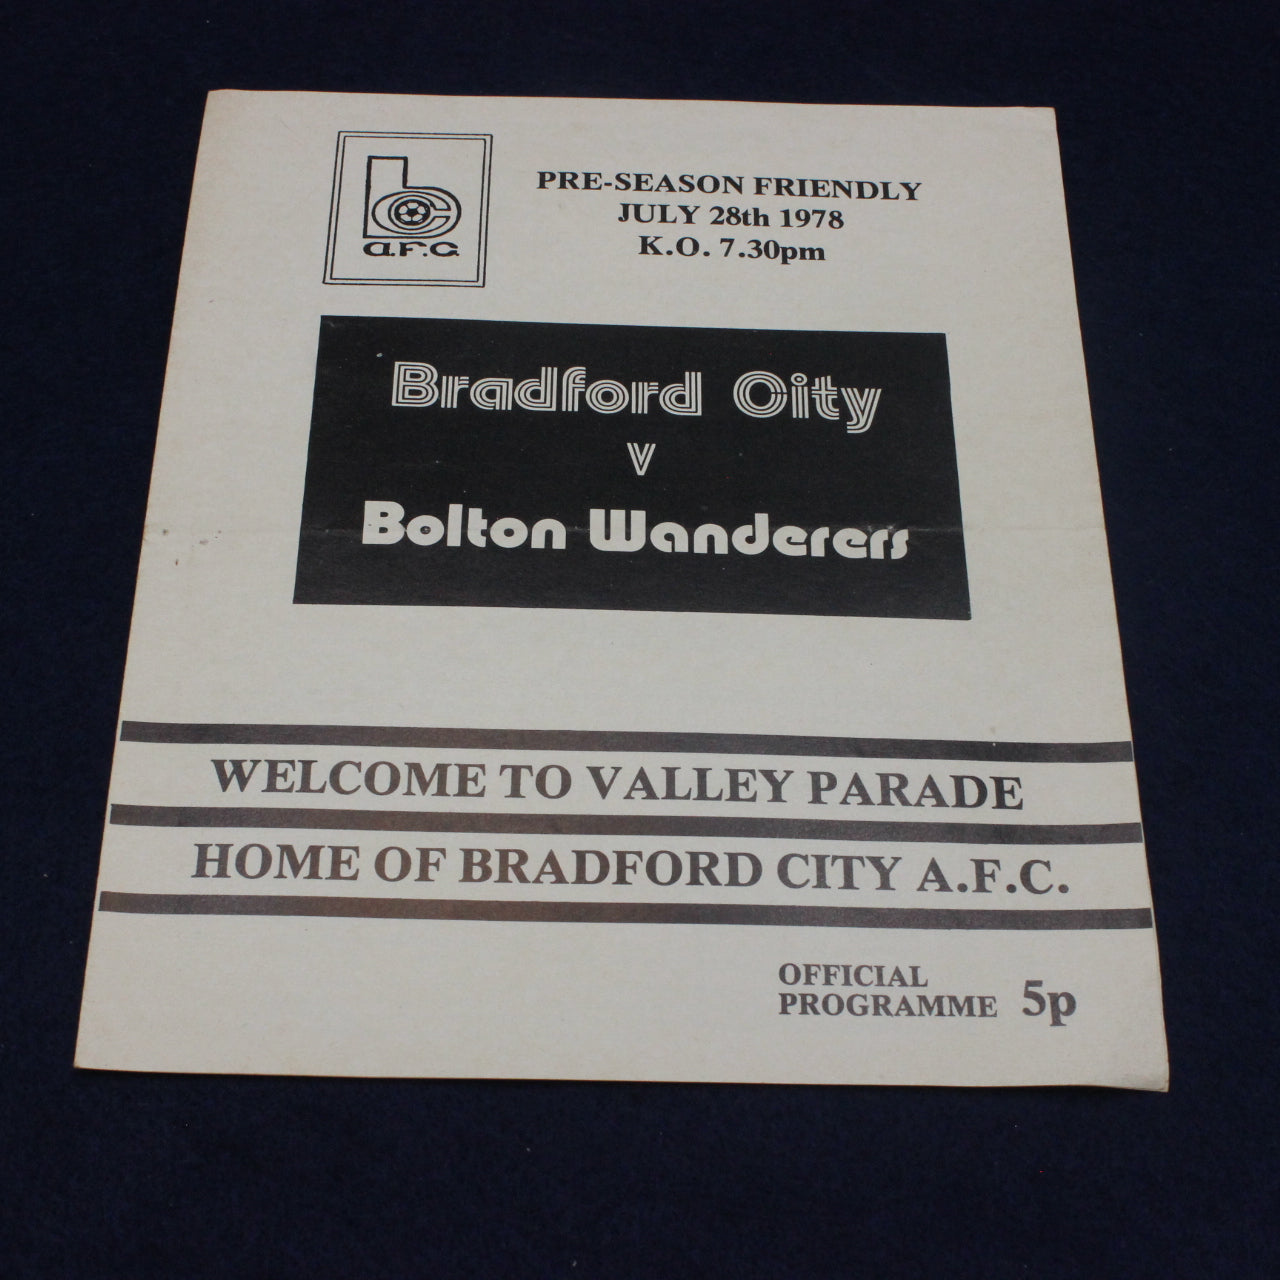 bc
a.f.c.
PRE-SEASON FRIENDLY
JULY 28th 1978
K.O. 7.30pm
Bradford City
v
Bolton Wanderers
WELCOME TO VALLEY PARADE
HOME OF BRADFORD CITY A.F.C.
OFFICIAL
PROGRAMME 5p